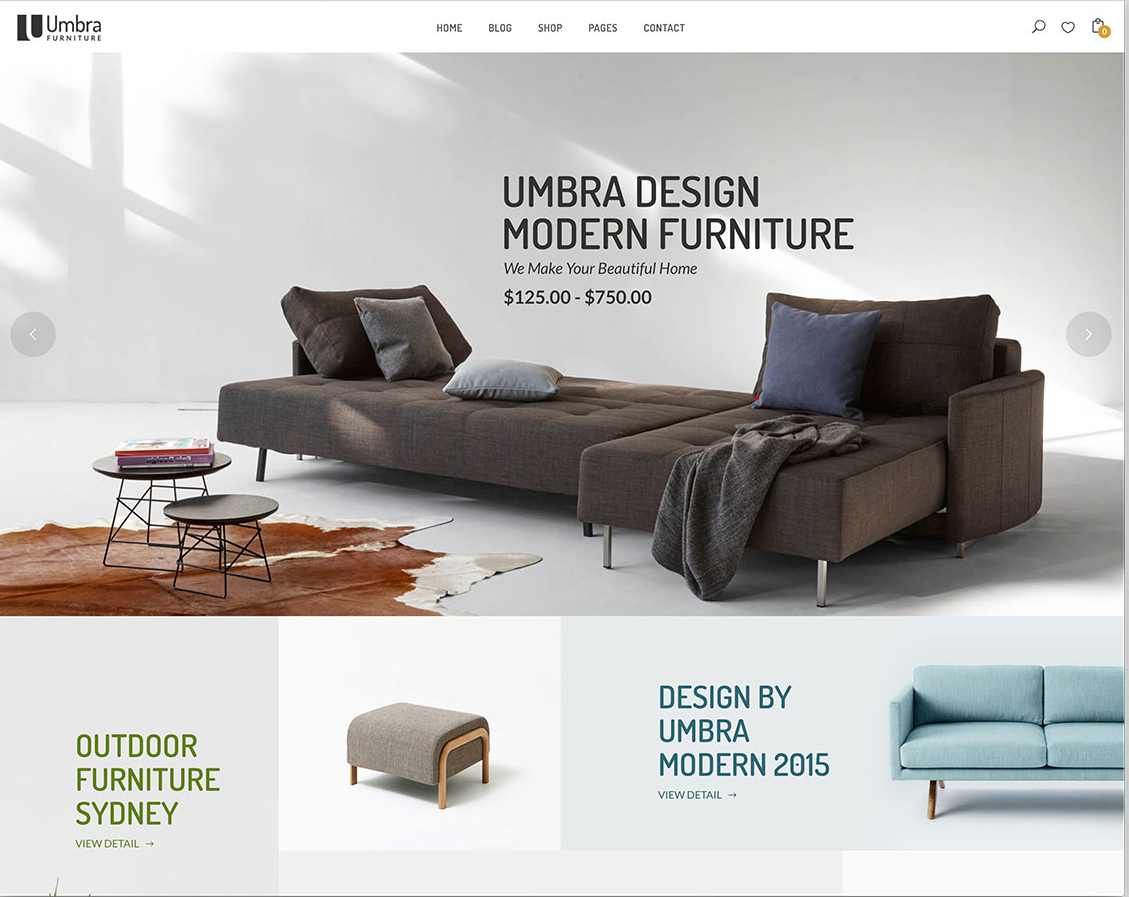 Umbra
FURNITURE
HOME
BLOG
SHOP
PAGES
CONTACT
0
UMBRA DESIGN
MODERN FURNITURE
We Make Your Beautiful Home
$125.00 - $750.00
OUTDOOR
FURNITURE
SYDNEY
VIEW DETAIL →
DESIGN BY
UMBRA
MODERN 2015
VIEW DETAIL →